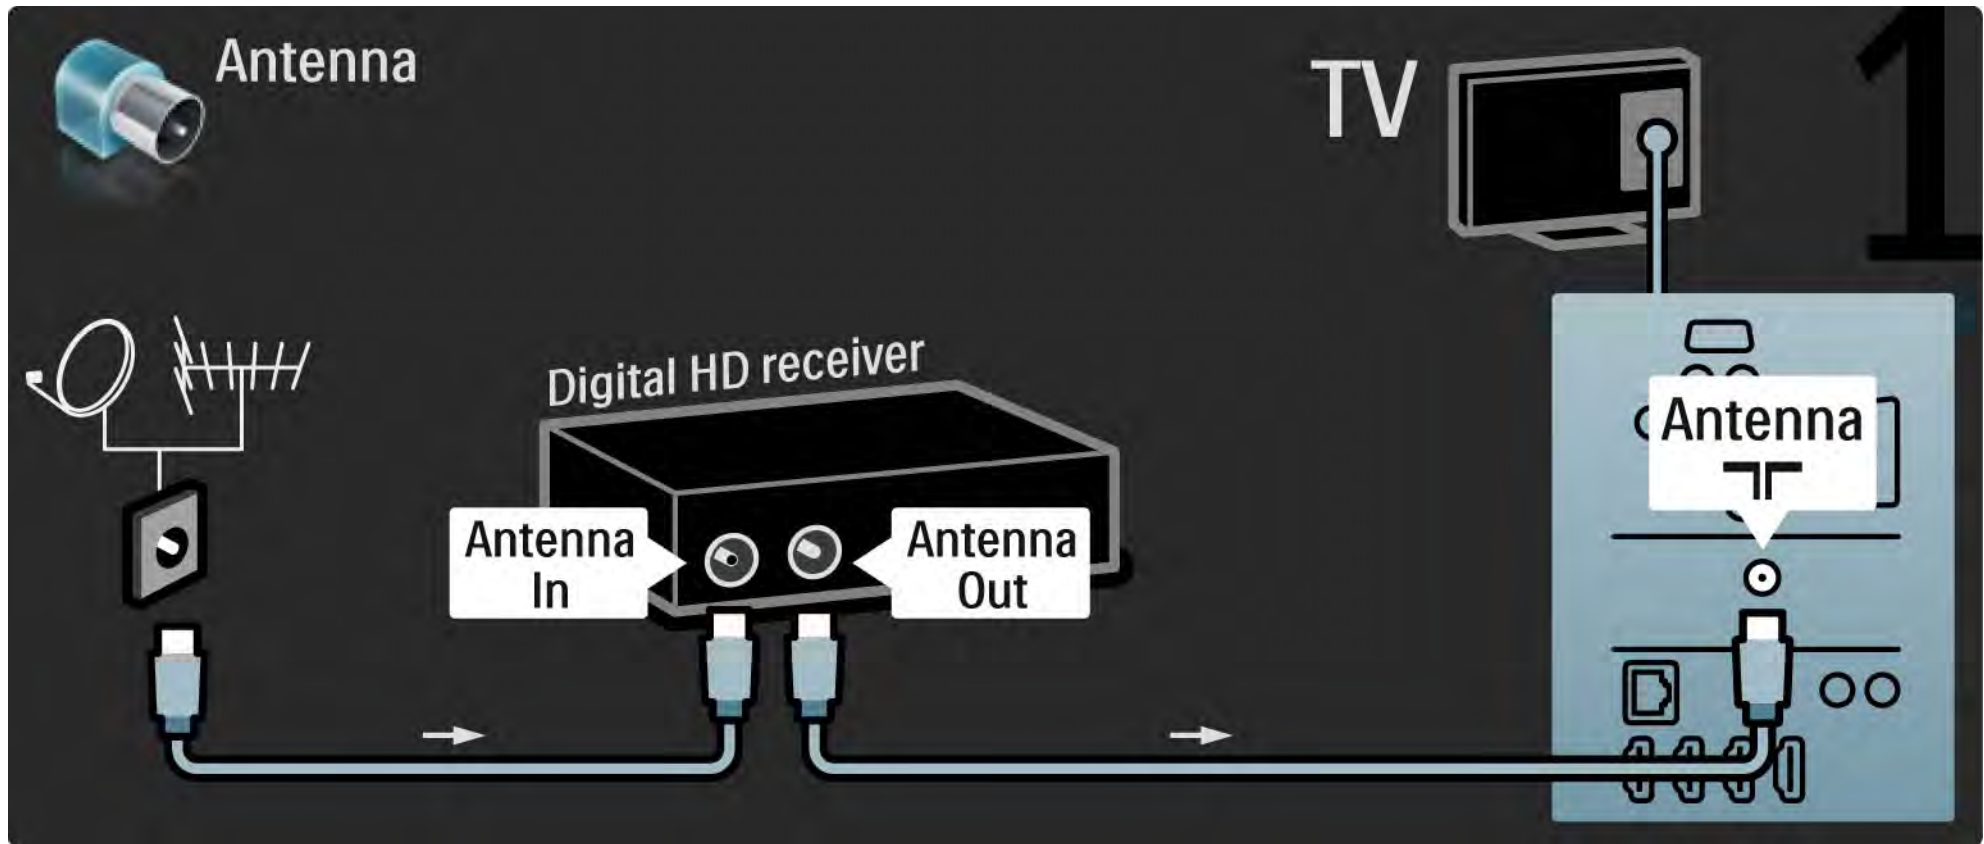 Antenna
TV
1
Digital HD receiver
Antenna
In
Antenna
Out
Antenna